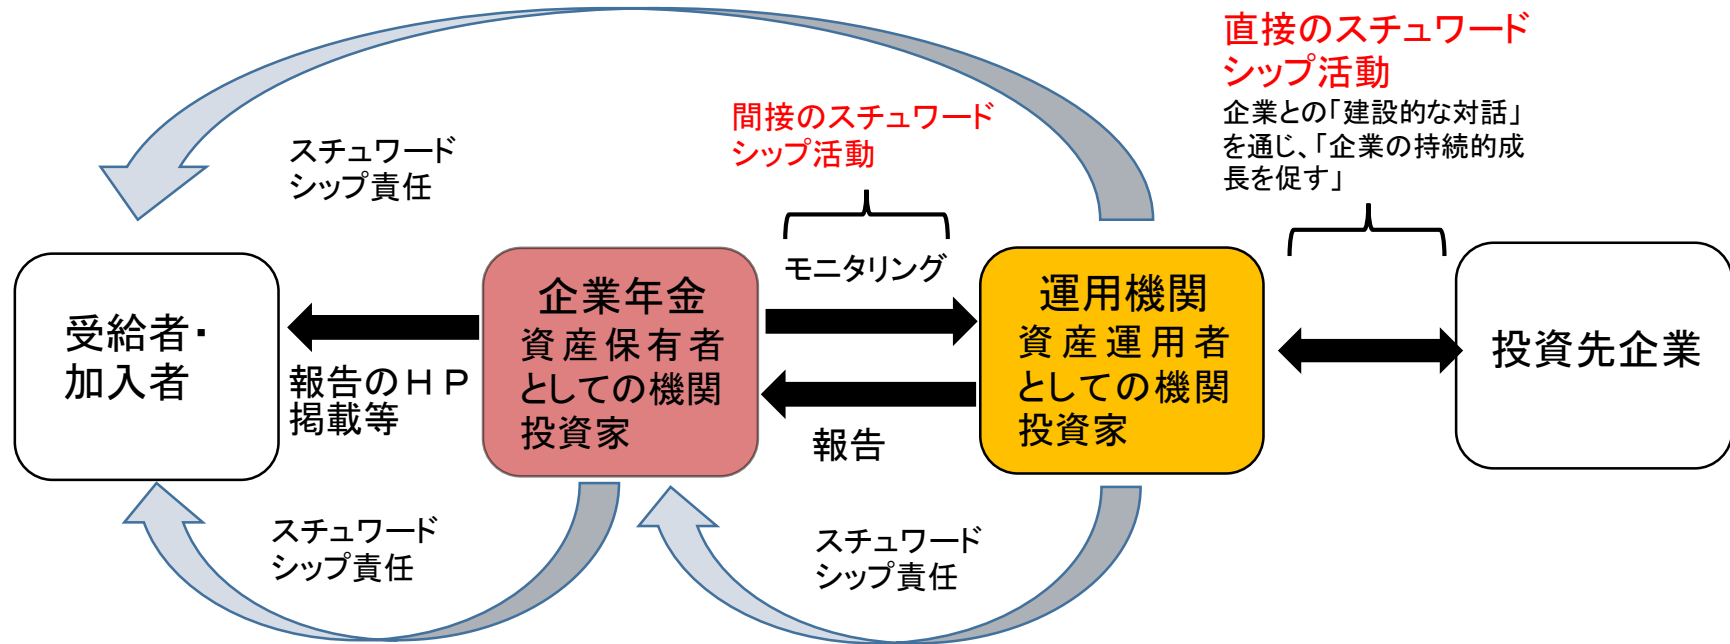 直接のスチュワード
シップ活動
企業との「建設的な対話」
を通じ、「企業の持続的成
長を促す」
間接のスチュワード
シップ活動
スチュワード
シップ責任
モニタリング
受給者・
加入者
報告のＨＰ
掲載等
企業年金
資産保有者
としての機関
投資家
報告
運用機関
資産運用者
としての機関
投資家
投資先企業
スチュワード
シップ責任
スチュワード
シップ責任